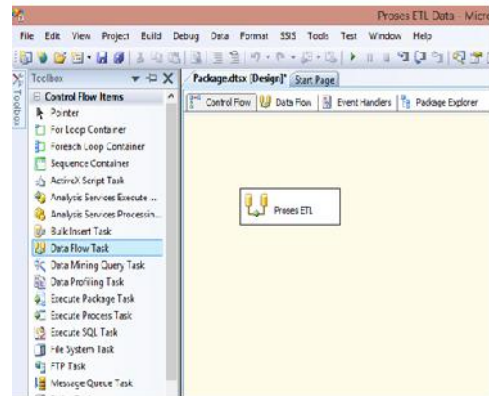 Proses ETL Data - Micro
File Edit View Project Build Debug Data Format SSIS Tools Test Window Help
Toolbox
Package.dtsx [Design]* Start Page
Toolbox
Control Flow Items
Control Flow Data Flow Event Handlers Package Explorer
Pointer
For Loop Container
Foreach Loop Container
Sequence Container
ActiveX Script Task
Analysis Services Execute ...
Analysis Services Processin...
Bulk Insert Task
Data Flow Task
Data Mining Query Task
Data Profiling Task
Execute Package Task
Execute Process Task
Execute SQL Task
File System Task
FTP Task
Message Queue Task
Proses ETL